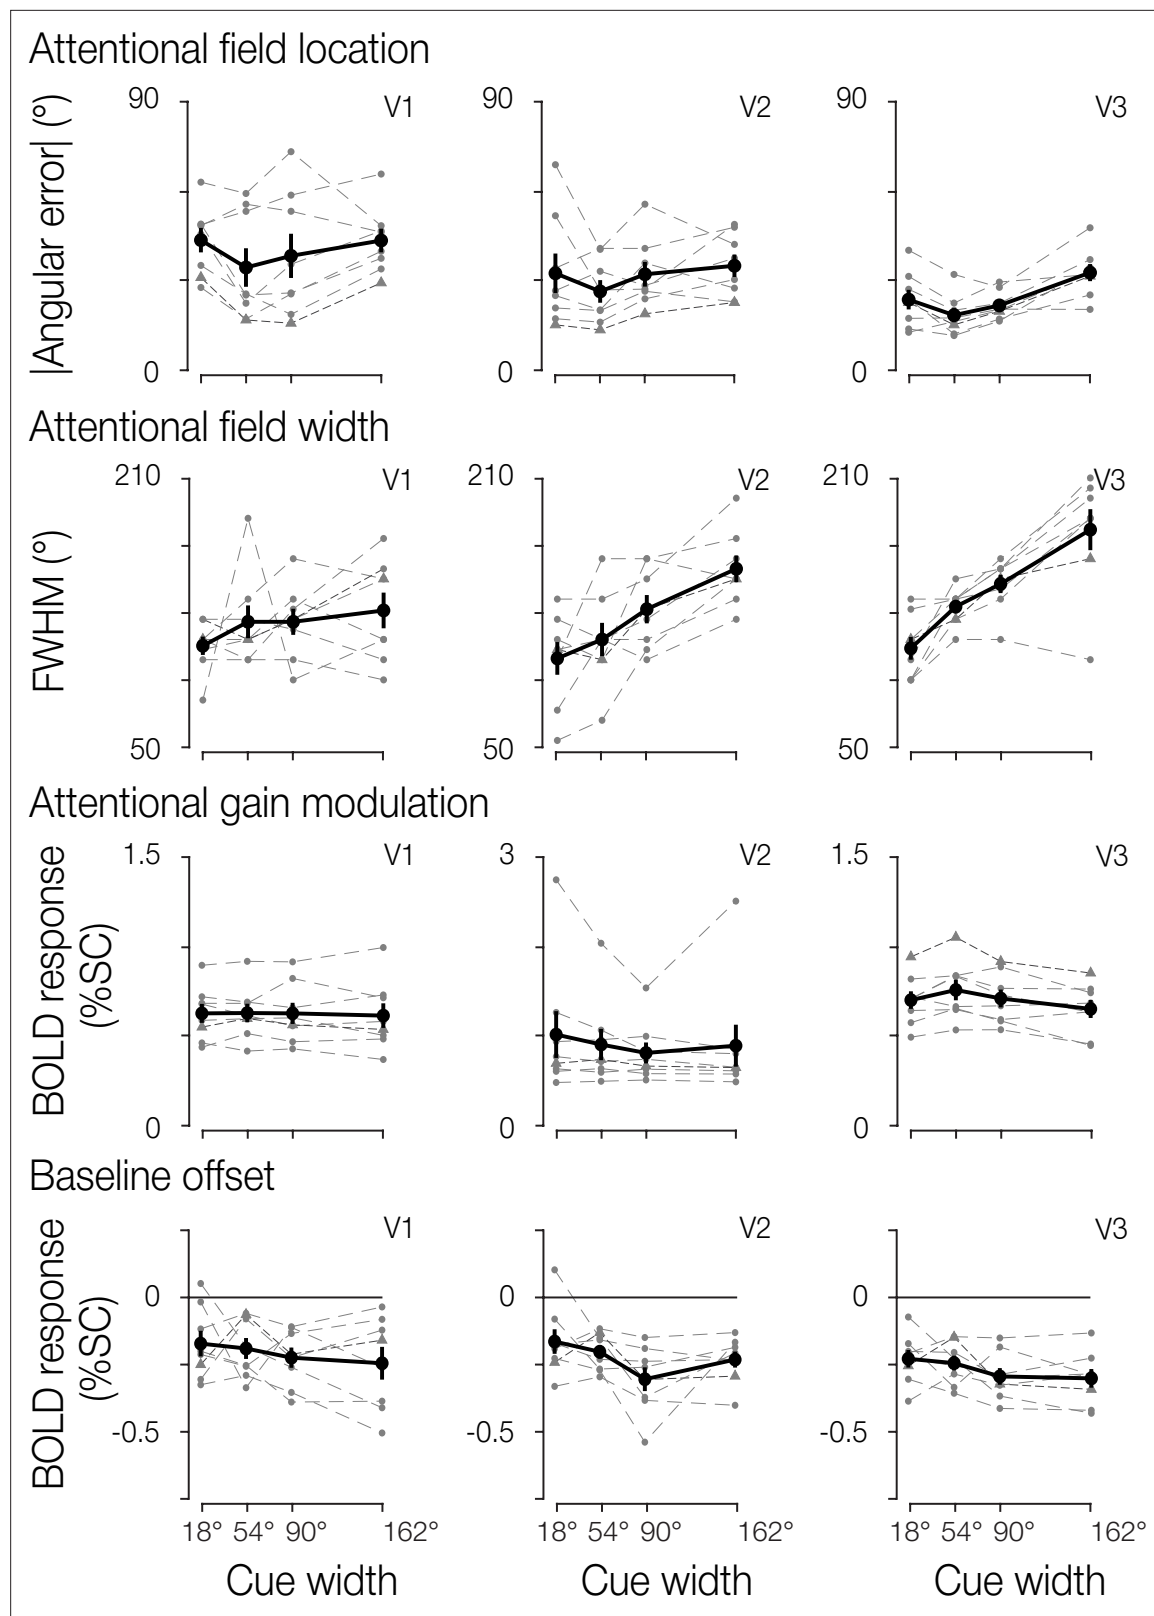 Attentional field location
|Angular error| (°)
90 V1 90 V2 90 V3
0 0 0
Attentional field width
FWHM (°)
210 V1 210 V2 210 V3
50 50 50
Attentional gain modulation
BOLD response
(%SC)
1.5 V1 3 V2 1.5 V3
0 0 0
Baseline offset
BOLD response
(%SC)
V1 V2 V3
0 0 0
-0.5 -0.5 -0.5
18° 54° 90° 162° 18° 54° 90° 162° 18° 54° 90° 162°
Cue width Cue width Cue width